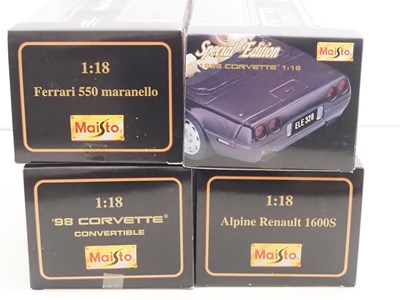 1:18
Ferrari 550 maranello
Maisto
Special Edition
Maisto
CORVETTE" 1:18
ELE 328
1:18
'98 CORVETTE®
CONVERTIBLE
Maisto
1:18
Alpine Renault 1600S
Maisto